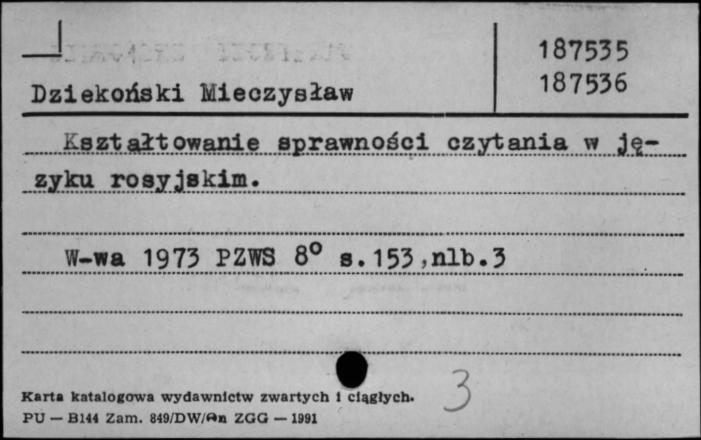 187535
187536
Dziekoński Mieczysław
Kształtowanie sprawności czytania w ję-
zyku rosyjskim.
W-wa 1973 PZWS 8° s.153,nlb.3
3
Karta katalogowa wydawnictw zwartych i ciągłych.
PU — B144 Zam. 849/DW/An ZGG — 1991